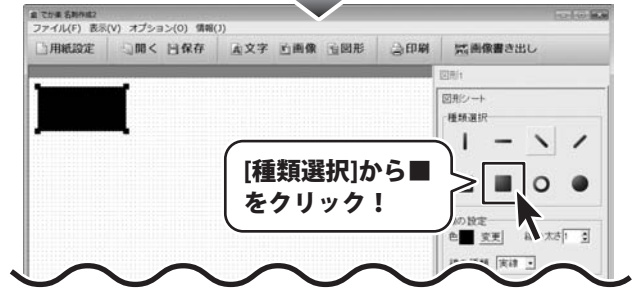 てか楽 名刺作成2
ファイル(F) 表示(V) オプション(O) 情報(J)
用紙設定 開く 保存 文字 画像 図形 印刷 画像書き出し
図形1
図形シート
種類選択
[種類選択]から■
をクリック！
の設定
色 変更 太さ 1
実線